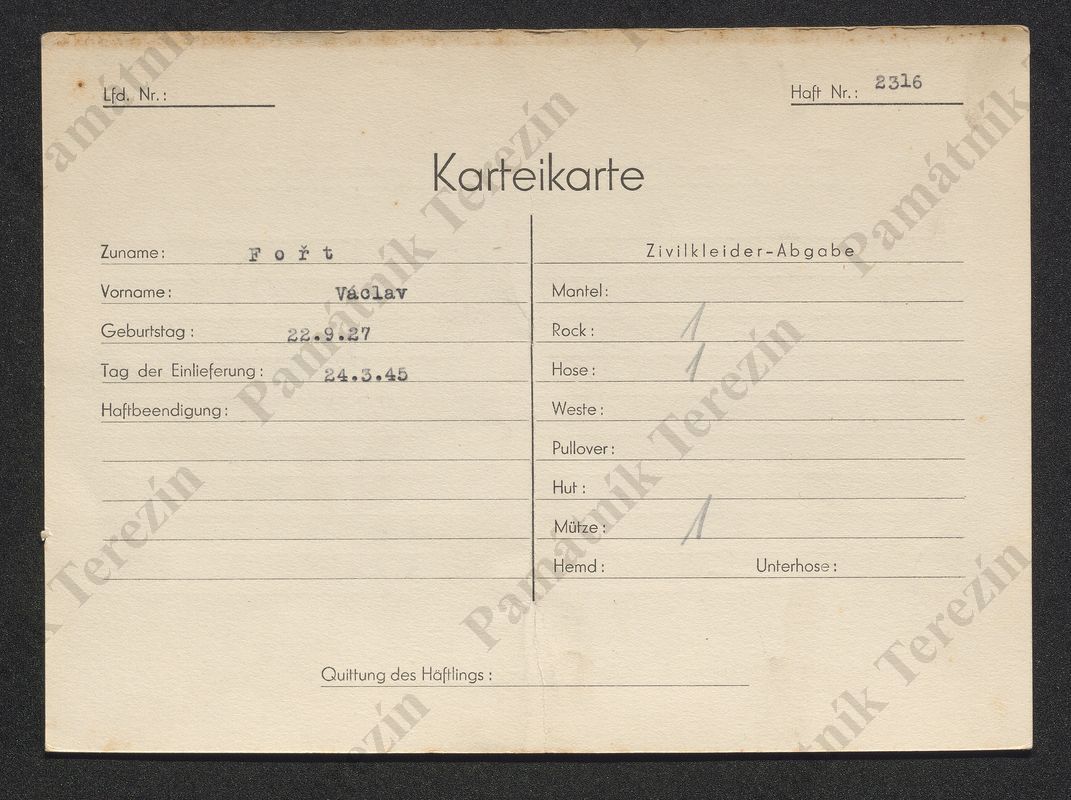 Lfd. Nr.:
Haft Nr.: 2316
Karteikarte
Zuname: Fořt
Vorname: Václav
Geburtstag: 22.9.27
Tag der Einlieferung: 24.3.45
Haftbeendigung:
Zivilkleider-Abgabe
Mantel:
Rock: 1
Hose: 1
Weste:
Pullover:
Hut:
Mütze: 1
Hemd: Unterhose:
Quittung des Häftlings:
Památník Terezín